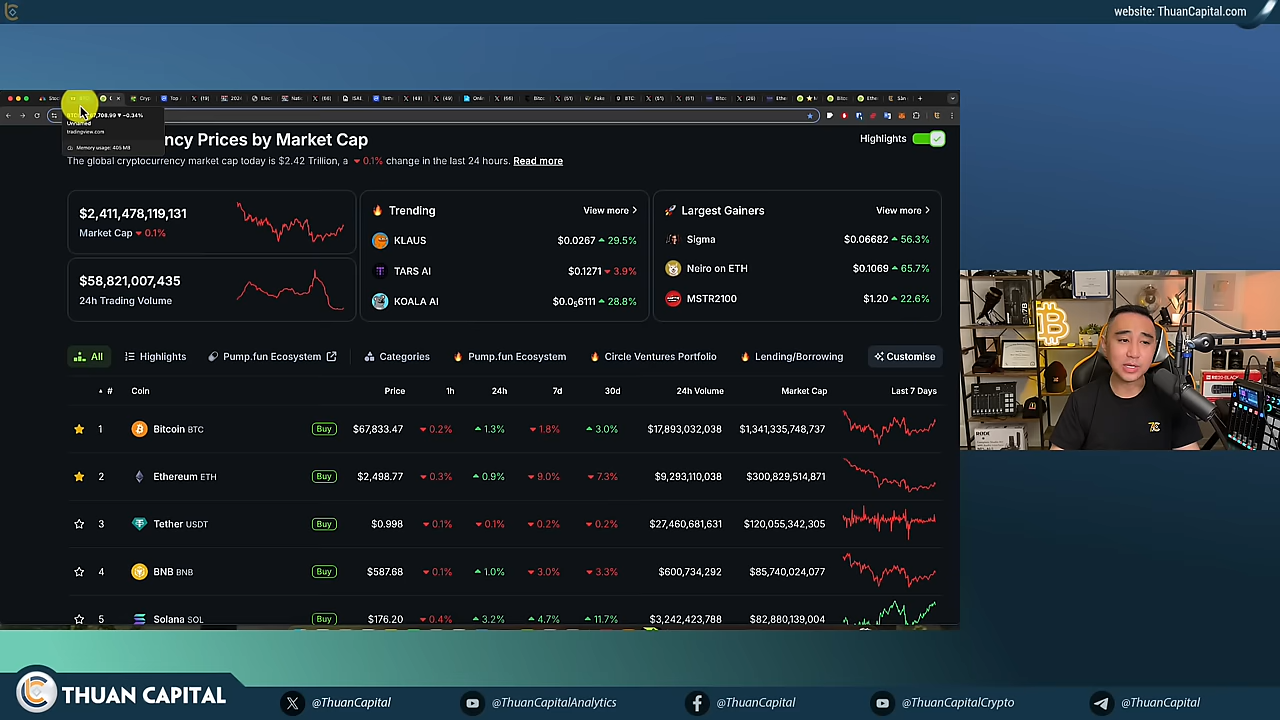 website: ThuanCapital.com
BTC
Memory usage: 405 MB
tradingview.com
ncy Prices by Market Cap
Highlights
The global cryptocurrency market cap today is $2.42 Trillion, a 0.1% change in the last 24 hours. Read more
$2,411,478,119,131
Market Cap 0.1%
$58,821,007,435
24h Trading Volume
Trending View more
KLAUS $0.0267 29.5%
TARS AI $0.1271 3.9%
KOALA AI $0.0₅6111 28.8%
Largest Gainers View more
Sigma $0.06682 56.3%
Neiro on ETH $0.1069 65.7%
MSTR2100 $1.20 22.6%
All Highlights Pump.fun Ecosystem Categories Pump.fun Ecosystem Circle Ventures Portfolio Lending/Borrowing Customise
# Coin Price 1h 24h 7d 30d 24h Volume Market Cap Last 7 Days
1 Bitcoin BTC Buy $67,833.47 0.2% 1.3% 1.8% 3.0% $17,893,032,038 $1,341,335,748,737
2 Ethereum ETH Buy $2,498.77 0.3% 0.9% 9.0% 7.3% $9,293,110,038 $300,829,514,871
3 Tether USDT Buy $0.998 0.1% 0.1% 0.2% 0.2% $27,460,681,631 $120,055,342,305
4 BNB BNB Buy $587.68 0.1% 1.0% 3.0% 3.3% $600,734,292 $85,740,024,077
5 Solana SOL Buy $176.20 0.4% 3.2% 4.7% 11.7% $3,242,423,788 $82,880,139,004
THUAN CAPITAL
@ThuanCapital
@ThuanCapitalAnalytics
@ThuanCapital
@ThuanCapitalCrypto
@ThuanCapital